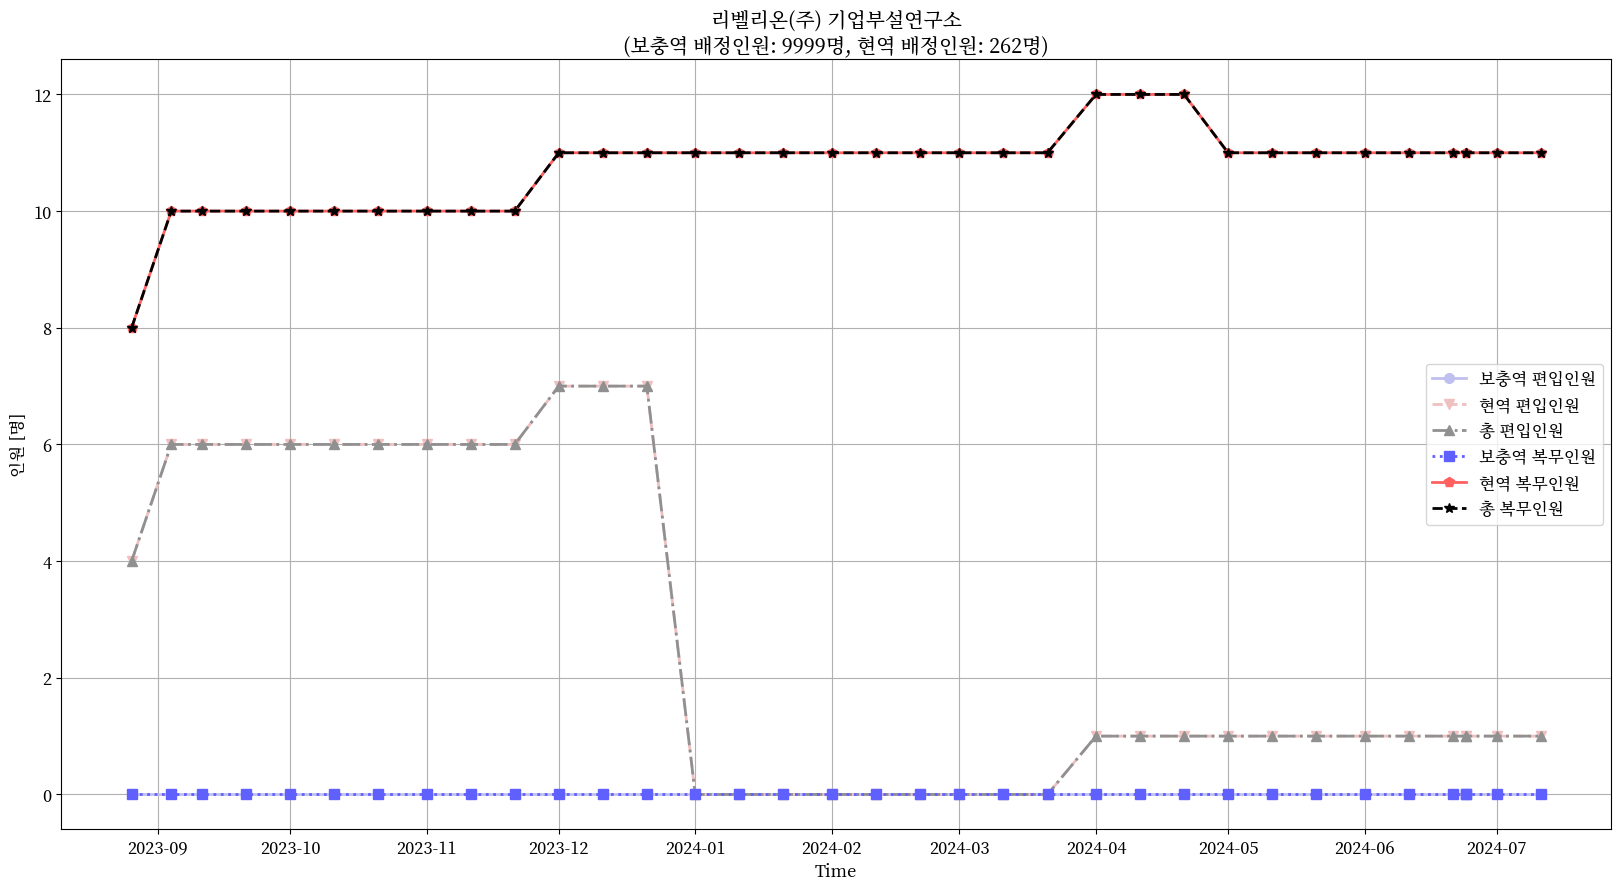 리벨리온(주) 기업부설연구소
(보충역 배정인원: 9999명, 현역 배정인원: 262명)
인원 [명]
12
10
8
6
4
2
0
보충역 편입인원
현역 편입인원
총 편입인원
보충역 복무인원
현역 복무인원
총 복무인원
2023-09 2023-10 2023-11 2023-12 2024-01 2024-02 2024-03 2024-04 2024-05 2024-06 2024-07
Time